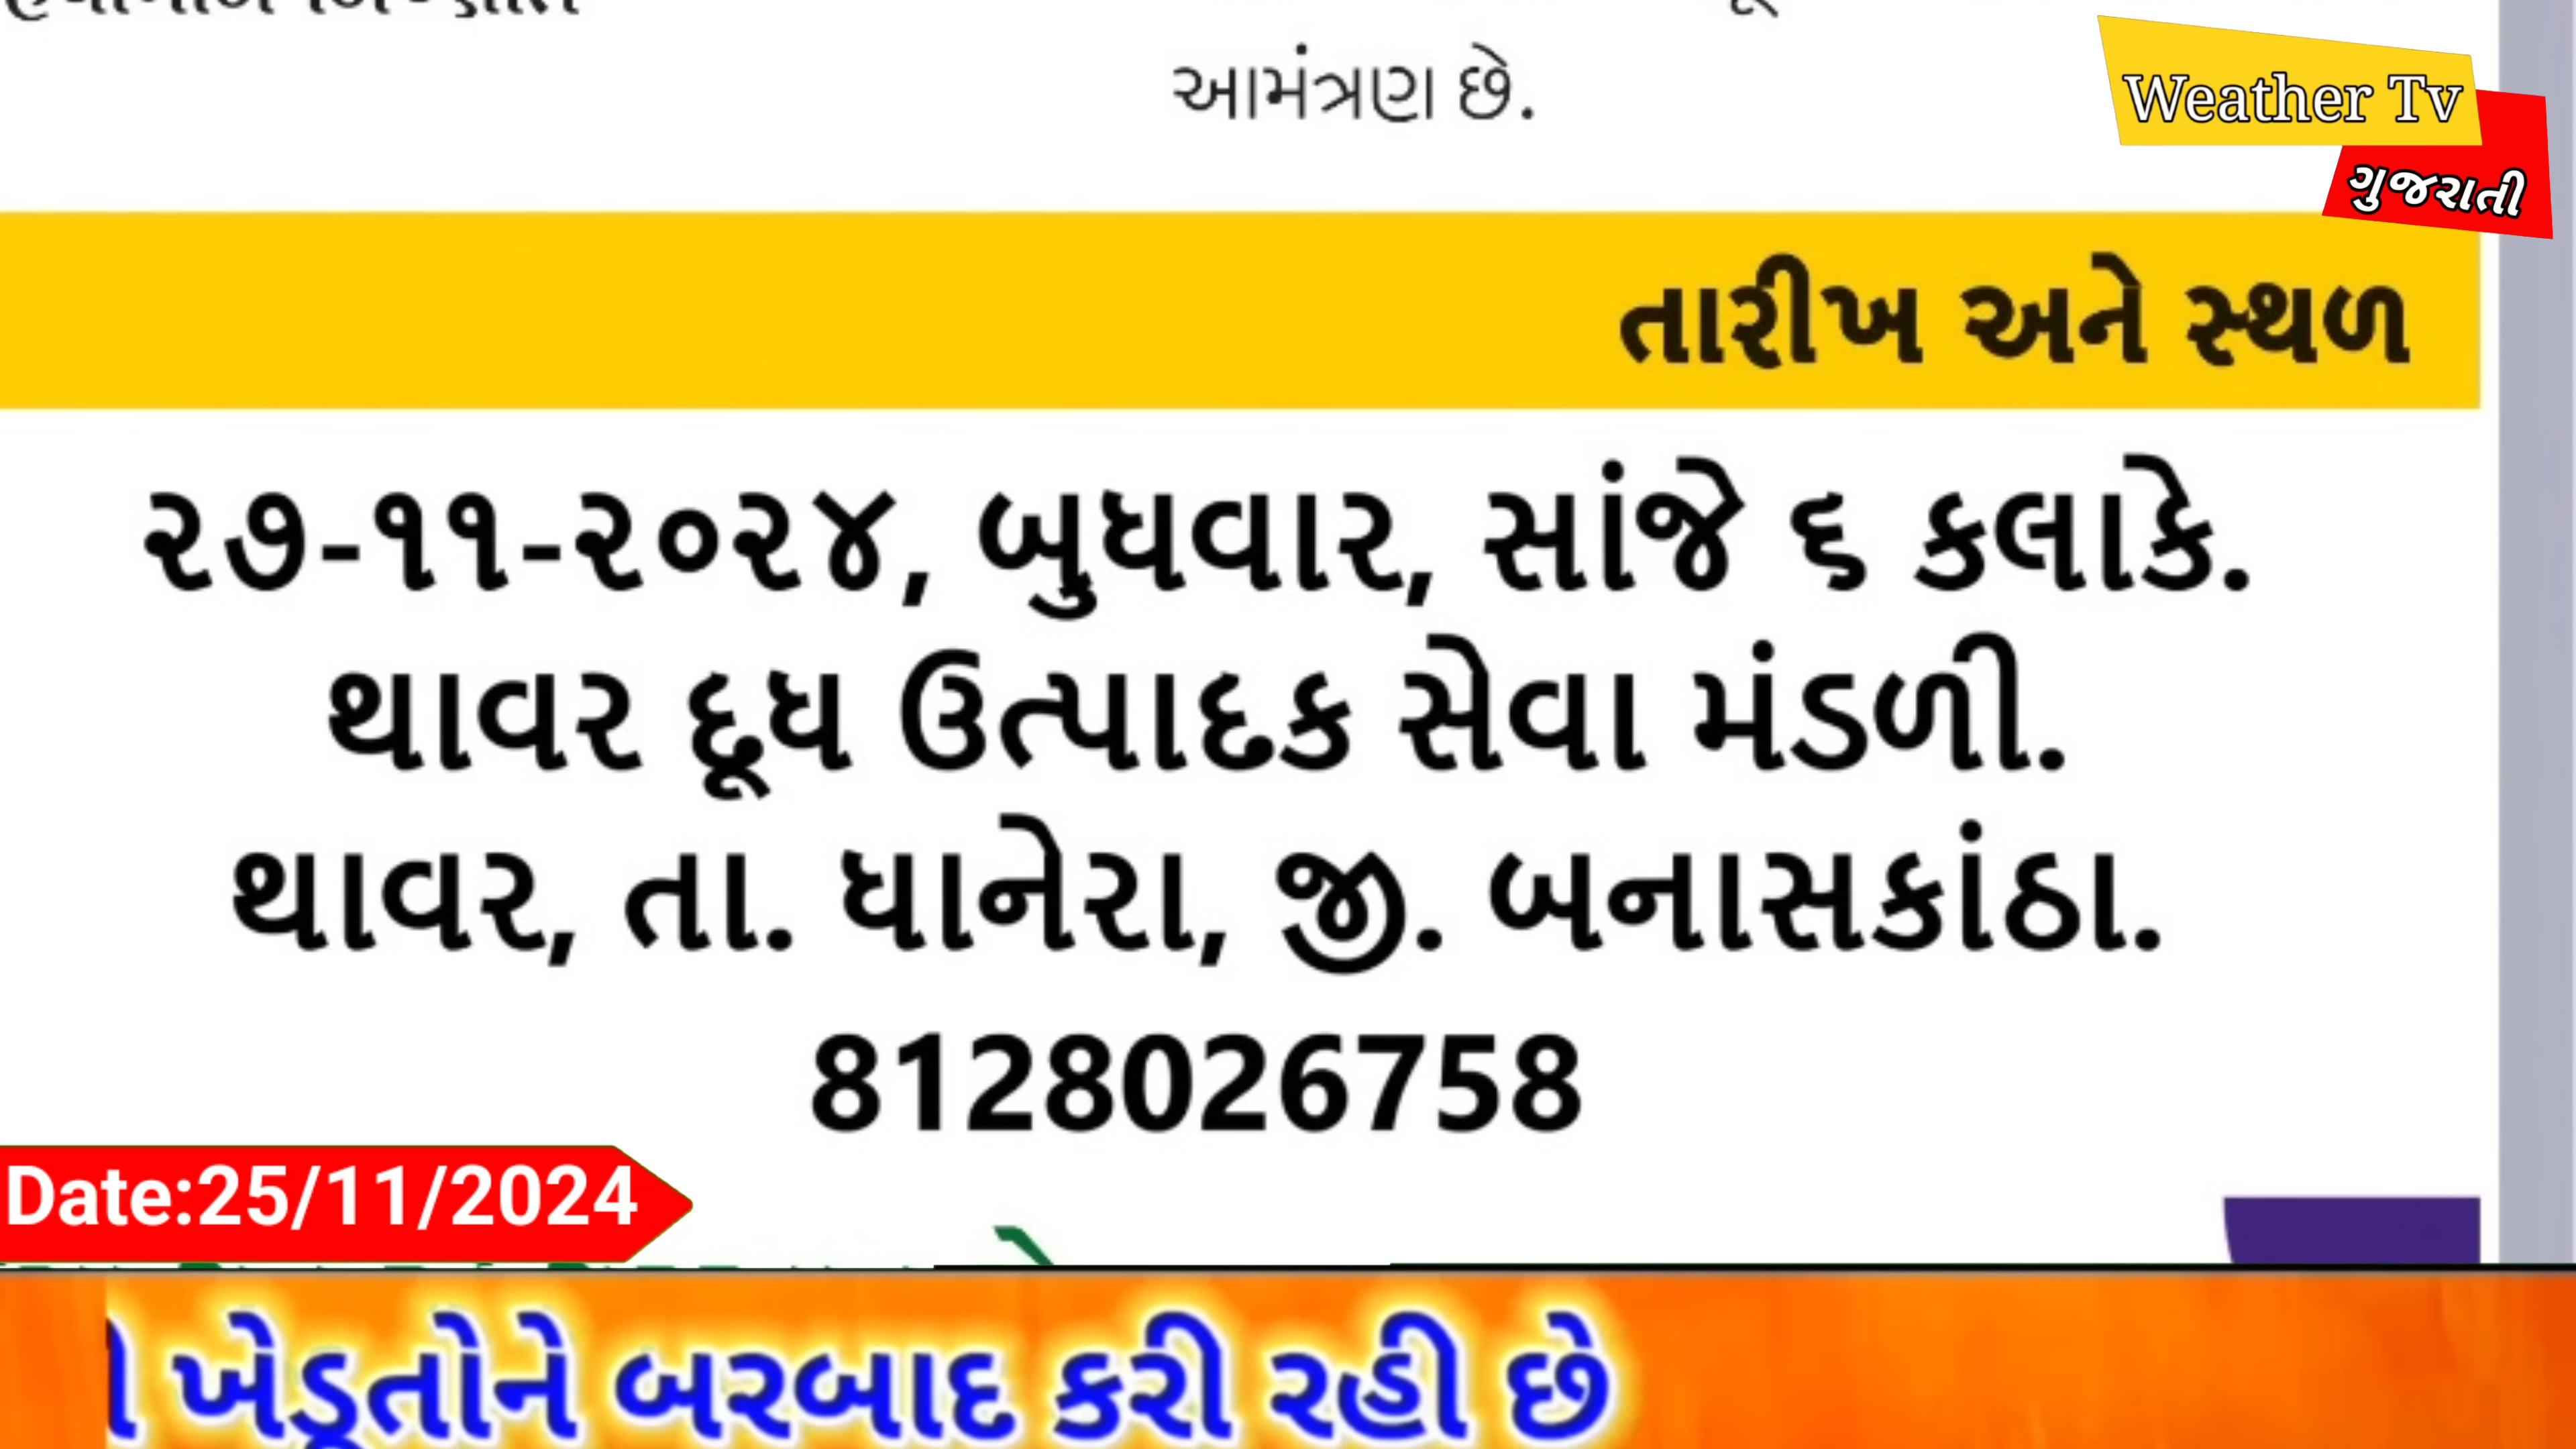 આમંત્રણ છે.
Weather Tv
ગુજરાતી
તારીખ અને સ્થળ
૨૭-૧૧-૨૦૨૪, બુધવાર, સાંજે ૬ કલાકે.
થાવર દૂધ ઉત્પાદક સેવા મંડળી.
થાવર, તા. ધાનેરા, જી. બનાસકાંઠા.
8128026758
Date:25/11/2024
ખેડુતોને બરબાદ કરી રહી છે